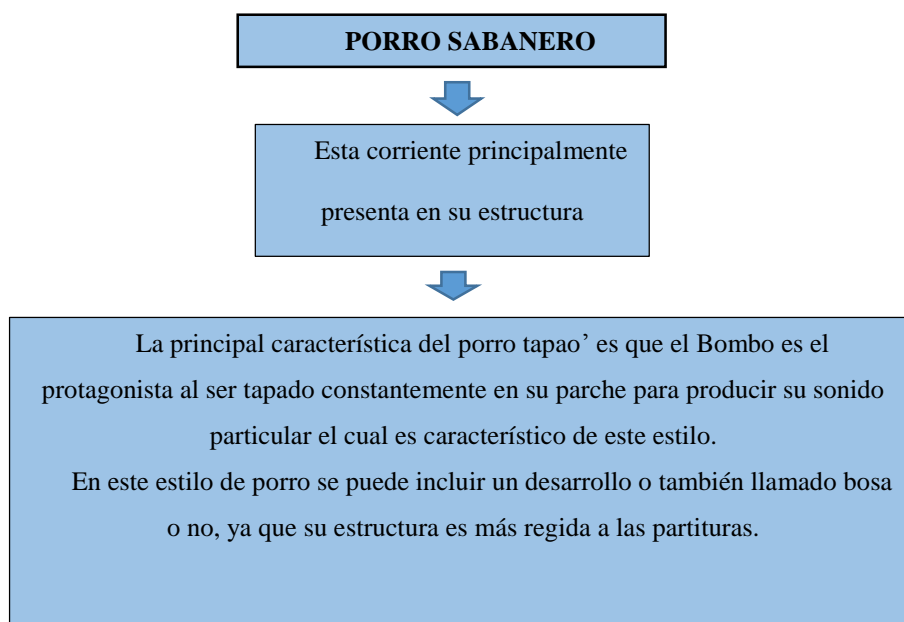 PORRO SABANERO
Esta corriente principalmente
presenta en su estructura
La principal característica del porro tapao’ es que el Bombo es el
protagonista al ser tapado constantemente en su parche para producir su sonido
particular el cual es característico de este estilo.
En este estilo de porro se puede incluir un desarrollo o también llamado bosa
o no, ya que su estructura es más regida a las partituras.